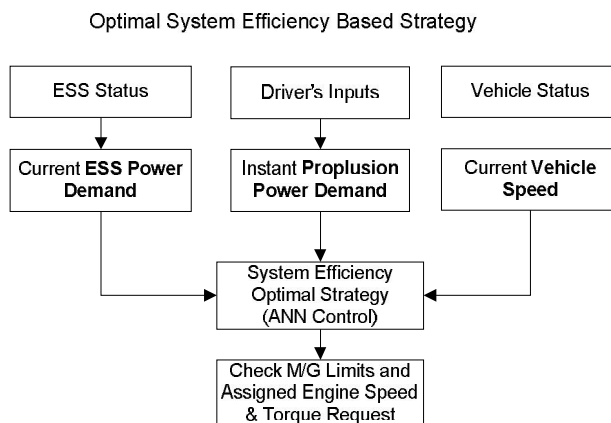 Optimal System Efficiency Based Strategy
ESS Status
Driver's Inputs
Vehicle Status
Current ESS Power
Demand
Instant Proplusion
Power Demand
Current Vehicle
Speed
System Efficiency
Optimal Strategy
(ANN Control)
Check M/G Limits and
Assigned Engine Speed
& Torque Request